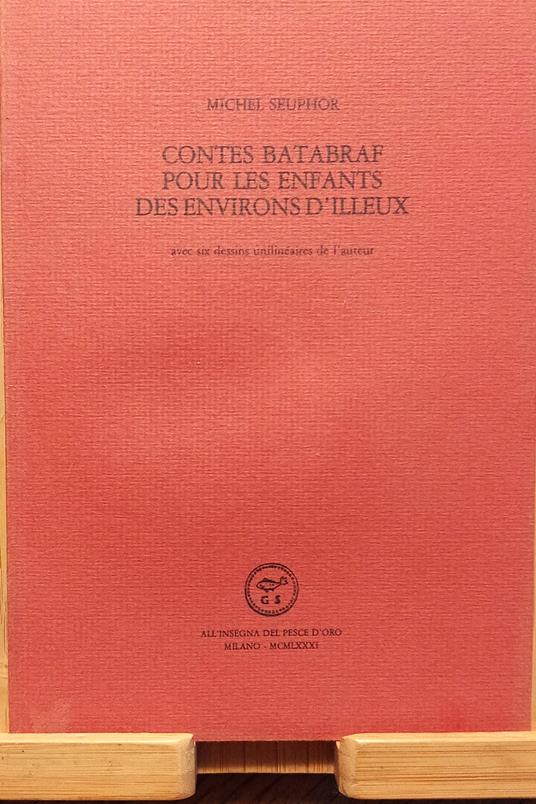 MICHEL SEUPHOR
CONTES BATABRAF
POUR LES ENFANTS
DES ENVIRONS D'ILLEUX
avec six dessins unilinéaires de l'auteur
G S
ALL'INSEGNA DEL PESCE D'ORO
MILANO - MCMLXXXI